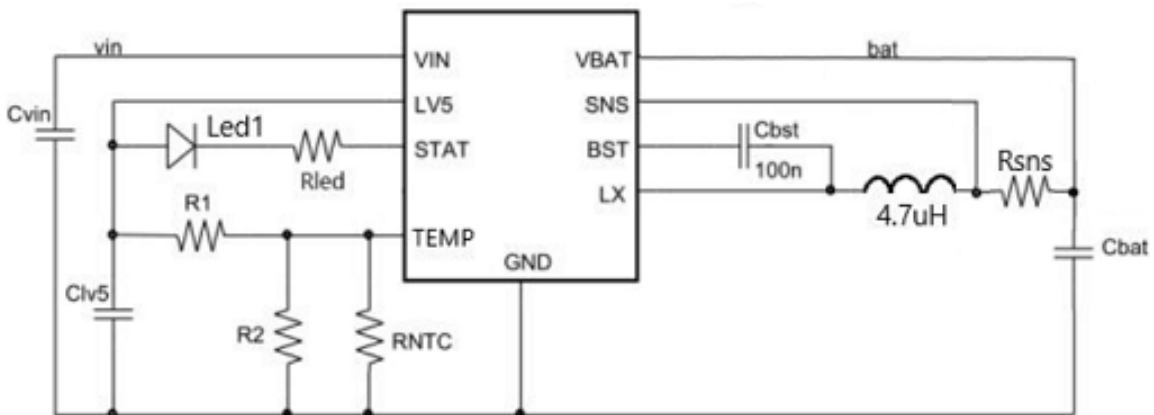 vin
VIN
VBAT
bat
Cvin
LV5
SNS
Led1
STAT
BST
Cbst
100n
Rled
LX
Rsns
4.7uH
R1
TEMP
GND
Cbat
Clv5
R2
RNTC